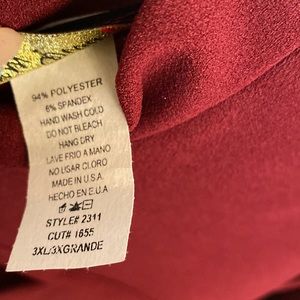 94% POLYESTER
6% SPANDEX
HAND WASH COLD
DO NOT BLEACH
HANG DRY
LAVE FRIO A MANO
NO USAR CLORO
MADE IN U.S.A.
HECHO EN E.U.A
STYLE# 2311
CUT# 1655
3XL/3XGRANDE